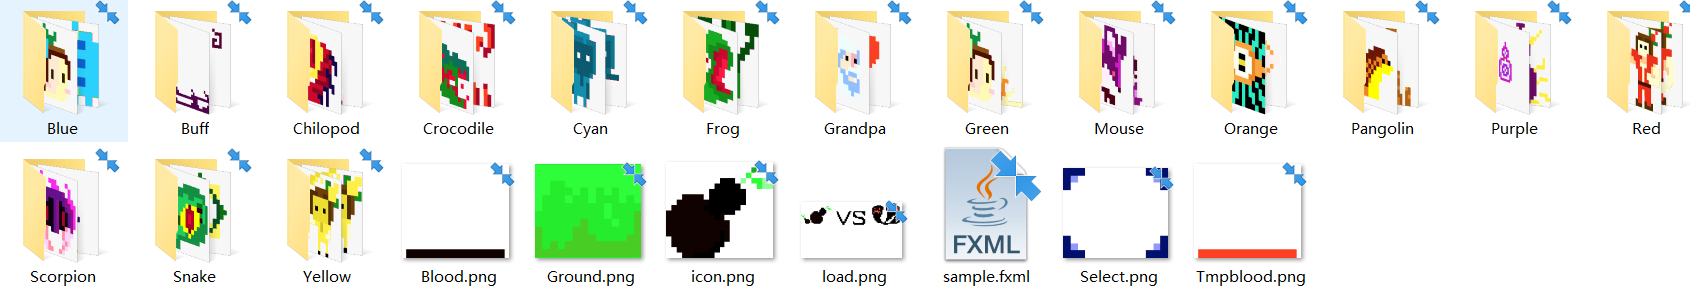 Blue
Buff
Chilopod
Crocodile
Cyan
Frog
Grandpa
Green
Mouse
Orange
Pangolin
Purple
Red
VS
FXML
Scorpion
Snake
Yellow
Blood.png
Ground.png
icon.png
load.png
sample.fxml
Select.png
Tmpblood.png